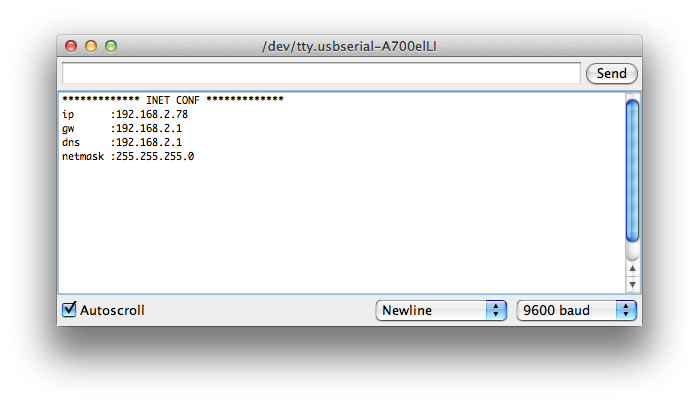 /dev/tty.usbserial-A700elLI
Send
************* INET CONF *************
ip      :192.168.2.78
gw      :192.168.2.1
dns     :192.168.2.1
netmask :255.255.255.0
Autoscroll
Newline
9600 baud